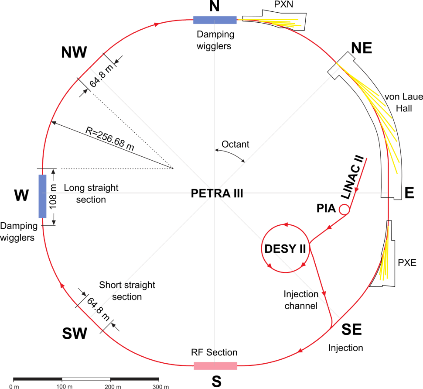 N
PXN
Damping
wigglers
NW
NE
64.8 m
von Laue
Hall
R=256.68 m
Octant
LINAC II
W
108 m
Long straight
section
PETRA III
E
PIA
Damping
wigglers
DESY II
PXE
Short straight
section
Injection
channel
64.8 m
SW
SE
RF Section
Injection
S
0 m
100 m
200 m
300 m